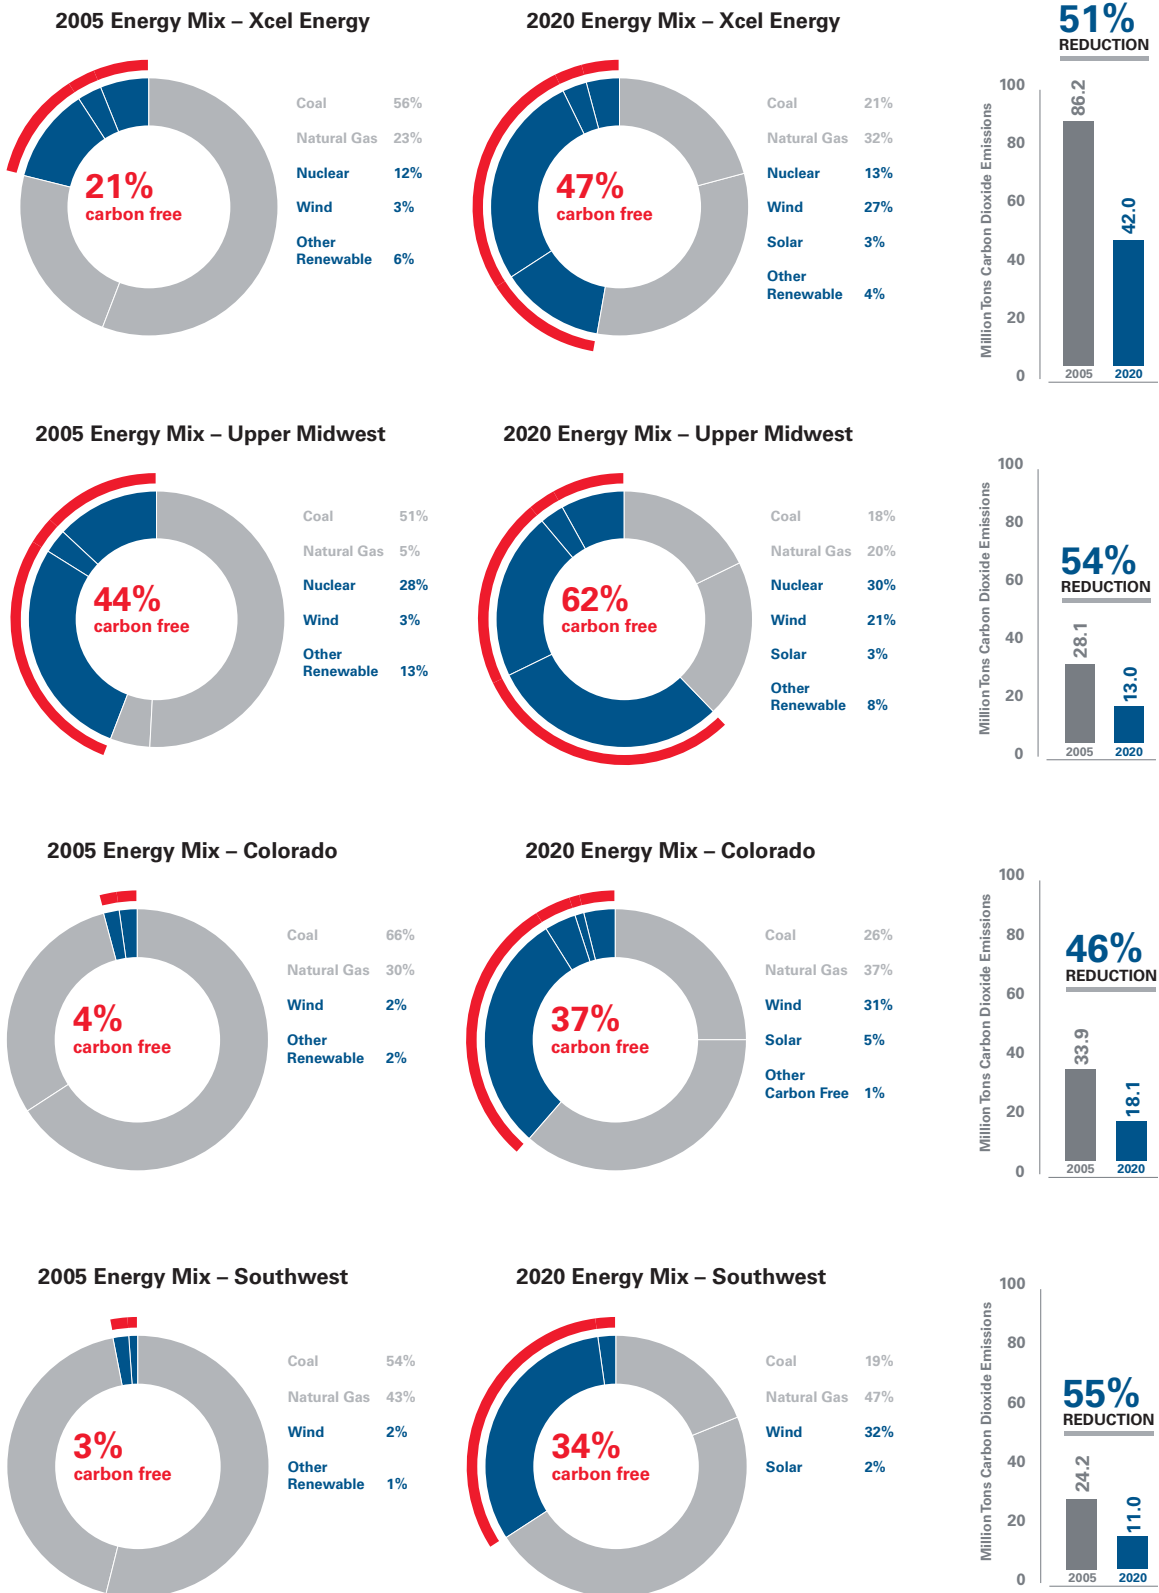 2005 Energy Mix – Xcel Energy
21%
carbon free
Coal 56%
Natural Gas 23%
Nuclear 12%
Wind 3%
Other
Renewable 6%
2020 Energy Mix – Xcel Energy
47%
carbon free
Coal 21%
Natural Gas 32%
Nuclear 13%
Wind 27%
Solar 3%
Other
Renewable 4%
51%
REDUCTION
Million Tons Carbon Dioxide Emissions
100
80
60
40
20
0
86.2
42.0
2005 2020
2005 Energy Mix – Upper Midwest
44%
carbon free
Coal 51%
Natural Gas 5%
Nuclear 28%
Wind 3%
Other
Renewable 13%
2020 Energy Mix – Upper Midwest
62%
carbon free
Coal 18%
Natural Gas 20%
Nuclear 30%
Wind 21%
Solar 3%
Other
Renewable 8%
54%
REDUCTION
Million Tons Carbon Dioxide Emissions
100
80
60
40
20
0
28.1
13.0
2005 2020
2005 Energy Mix – Colorado
4%
carbon free
Coal 66%
Natural Gas 30%
Wind 2%
Other
Renewable 2%
2020 Energy Mix – Colorado
37%
carbon free
Coal 26%
Natural Gas 37%
Wind 31%
Solar 5%
Other
Carbon Free 1%
46%
REDUCTION
Million Tons Carbon Dioxide Emissions
100
80
60
40
20
0
33.9
18.1
2005 2020
2005 Energy Mix – Southwest
3%
carbon free
Coal 54%
Natural Gas 43%
Wind 2%
Other
Renewable 1%
2020 Energy Mix – Southwest
34%
carbon free
Coal 19%
Natural Gas 47%
Wind 32%
Solar 2%
55%
REDUCTION
Million Tons Carbon Dioxide Emissions
100
80
60
40
20
0
24.2
11.0
2005 2020